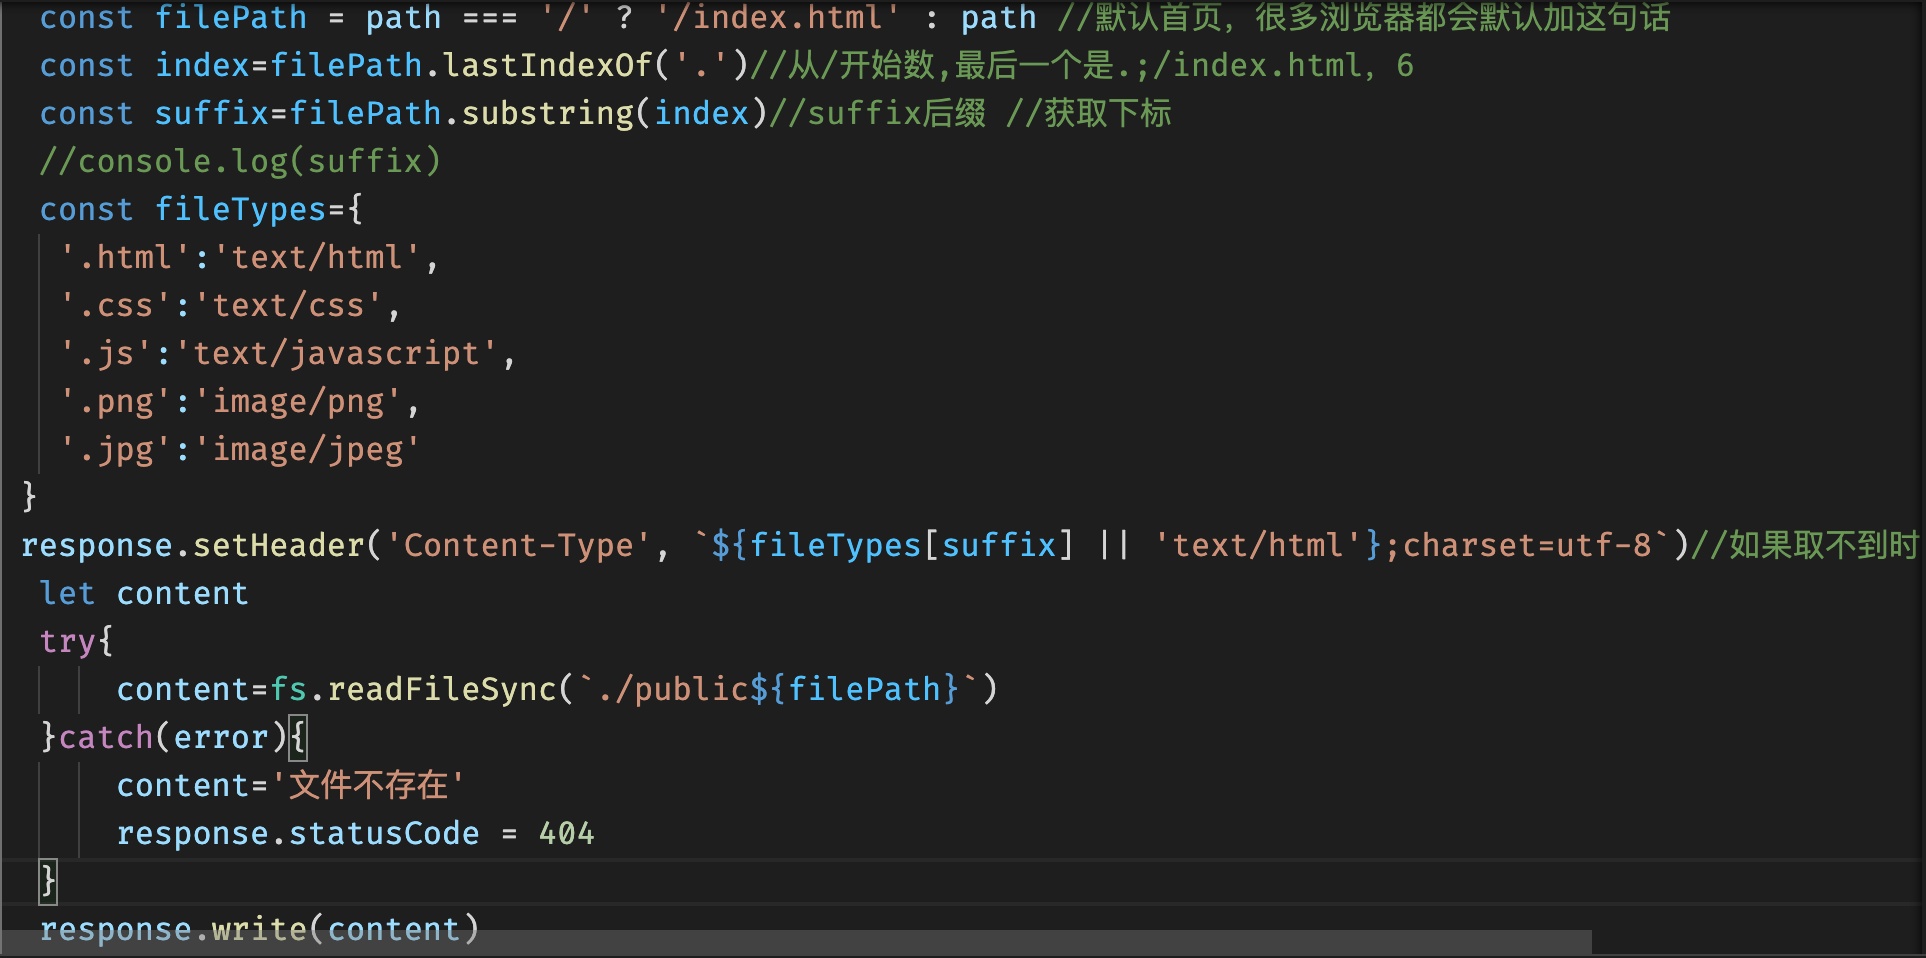 const filePath = path === '/' ? '/index.html' : path //默认首页，很多浏览器都会默认加这句话
const index=filePath.lastIndexOf('.')//从/开始数,最后一个是.;/index.html，6
const suffix=filePath.substring(index)//suffix后缀 //获取下标
//console.log(suffix)
const fileTypes={
'.html':'text/html',
'.css':'text/css',
'.js':'text/javascript',
'.png':'image/png',
'.jpg':'image/jpeg'
}
response.setHeader('Content-Type', `${fileTypes[suffix] || 'text/html'};charset=utf-8`)//如果取不到时
let content
try{
content=fs.readFileSync(`./public${filePath}`)
}catch(error){
content='文件不存在'
response.statusCode = 404
}
response.write(content)